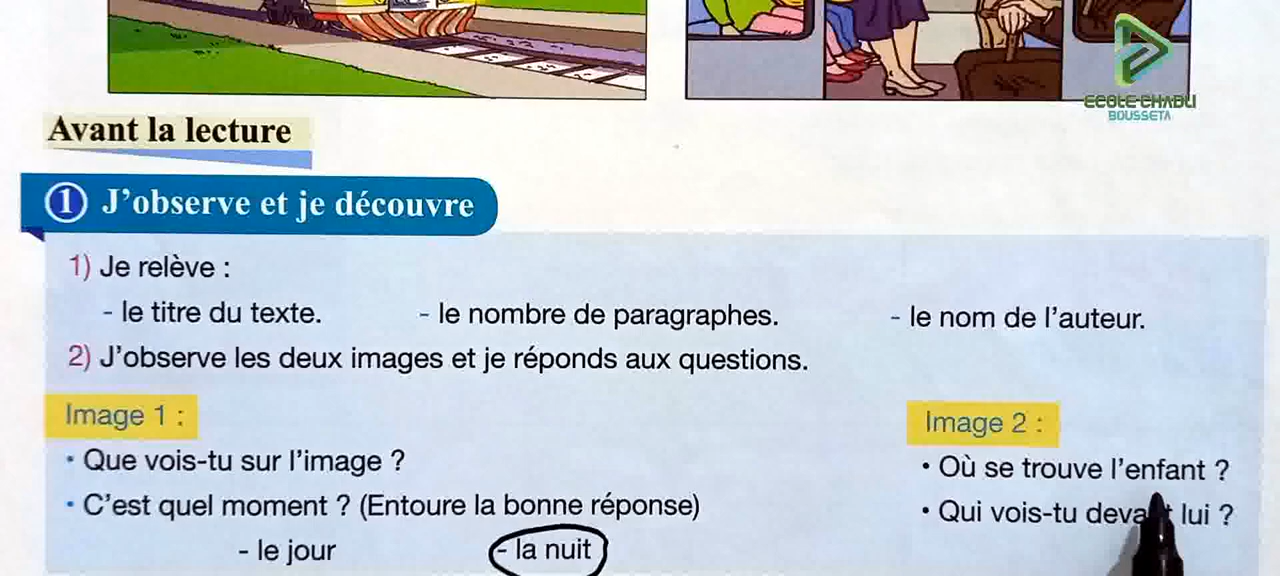 ECOLE CHABLI
BOUSSETA
Avant la lecture
1 J'observe et je découvre
1) Je relève :
- le titre du texte. - le nombre de paragraphes. - le nom de l'auteur.
2) J'observe les deux images et je réponds aux questions.
Image 1 : Image 2 :
• Que vois-tu sur l'image ? • Où se trouve l'enfant ?
• C'est quel moment ? (Entoure la bonne réponse) • Qui vois-tu devant lui ?
- le jour - la nuit